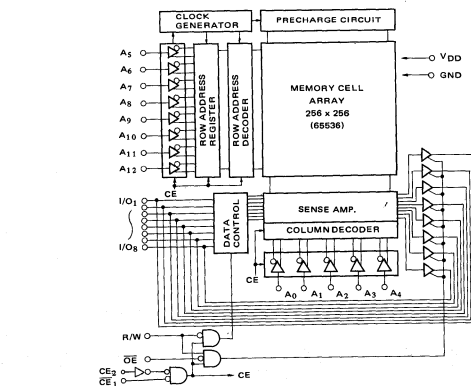 CLOCK GENERATOR
PRECHARGE CIRCUIT
A5
A6
A7
A8
A9
A10
A11
A12
ROW ADDRESS REGISTER
ROW ADDRESS DECODER
MEMORY CELL
ARRAY
256 x 256
(65536)
VDD
GND
CE
I/O1
I/O8
DATA CONTROL
SENSE AMP.
COLUMN DECODER
CE
A0 A1 A2 A3 A4
R/W
OE
CE2
CE1
CE